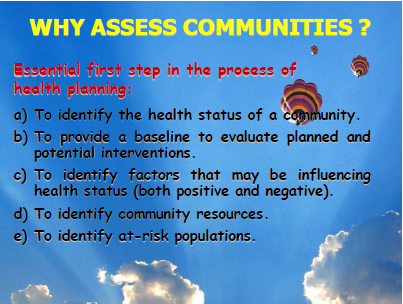 WHY ASSESS COMMUNITIES ?
Essential first step in the process of
health planning:
a) To identify the health status of a community.
b) To provide a baseline to evaluate planned and
potential interventions.
c) To identify factors that may be influencing
health status (both positive and negative).
d) To identify community resources.
e) To identify at-risk populations.